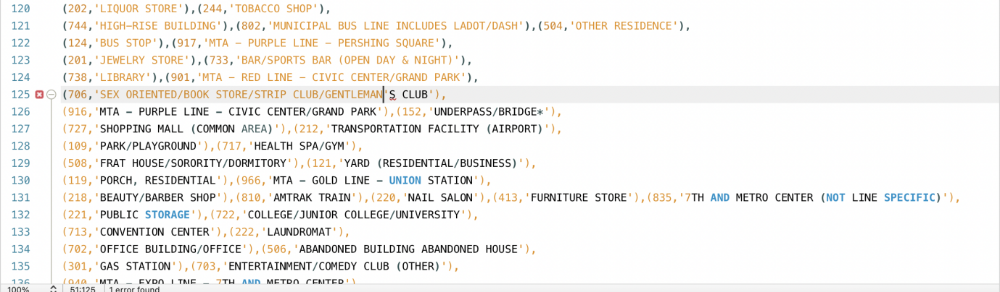 120 (202,'LIQUOR STORE'),(244,'TOBACCO SHOP'),
121 (744,'HIGH-RISE BUILDING'),(802,'MUNICIPAL BUS LINE INCLUDES LADOT/DASH'),(504,'OTHER RESIDENCE'),
122 (124,'BUS STOP'),(917,'MTA - PURPLE LINE - PERSHING SQUARE'),
123 (201,'JEWELRY STORE'),(733,'BAR/SPORTS BAR (OPEN DAY & NIGHT)'),
124 (738,'LIBRARY'),(901,'MTA - RED LINE - CIVIC CENTER/GRAND PARK'),
125 (706,'SEX ORIENTED/BOOK STORE/STRIP CLUB/GENTLEMAN'S CLUB'),
126 (916,'MTA - PURPLE LINE - CIVIC CENTER/GRAND PARK'),(152,'UNDERPASS/BRIDGE*'),
127 (727,'SHOPPING MALL (COMMON AREA)'),(212,'TRANSPORTATION FACILITY (AIRPORT)'),
128 (109,'PARK/PLAYGROUND'),(717,'HEALTH SPA/GYM'),
129 (508,'FRAT HOUSE/SORORITY/DORMITORY'),(121,'YARD (RESIDENTIAL/BUSINESS)'),
130 (119,'PORCH, RESIDENTIAL'),(966,'MTA - GOLD LINE - UNION STATION'),
131 (218,'BEAUTY/BARBER SHOP'),(810,'AMTRAK TRAIN'),(220,'NAIL SALON'),(413,'FURNITURE STORE'),(835,'7TH AND METRO CENTER (NOT LINE SPECIFIC)'),
132 (221,'PUBLIC STORAGE'),(722,'COLLEGE/JUNIOR COLLEGE/UNIVERSITY'),
133 (713,'CONVENTION CENTER'),(222,'LAUNDROMAT'),
134 (702,'OFFICE BUILDING/OFFICE'),(506,'ABANDONED BUILDING ABANDONED HOUSE'),
135 (301,'GAS STATION'),(703,'ENTERTAINMENT/COMEDY CLUB (OTHER)'),
136 (940,'MTA - EXPO LINE - 7TH AND METRO CENTER'),
100% 51:125 1 error found